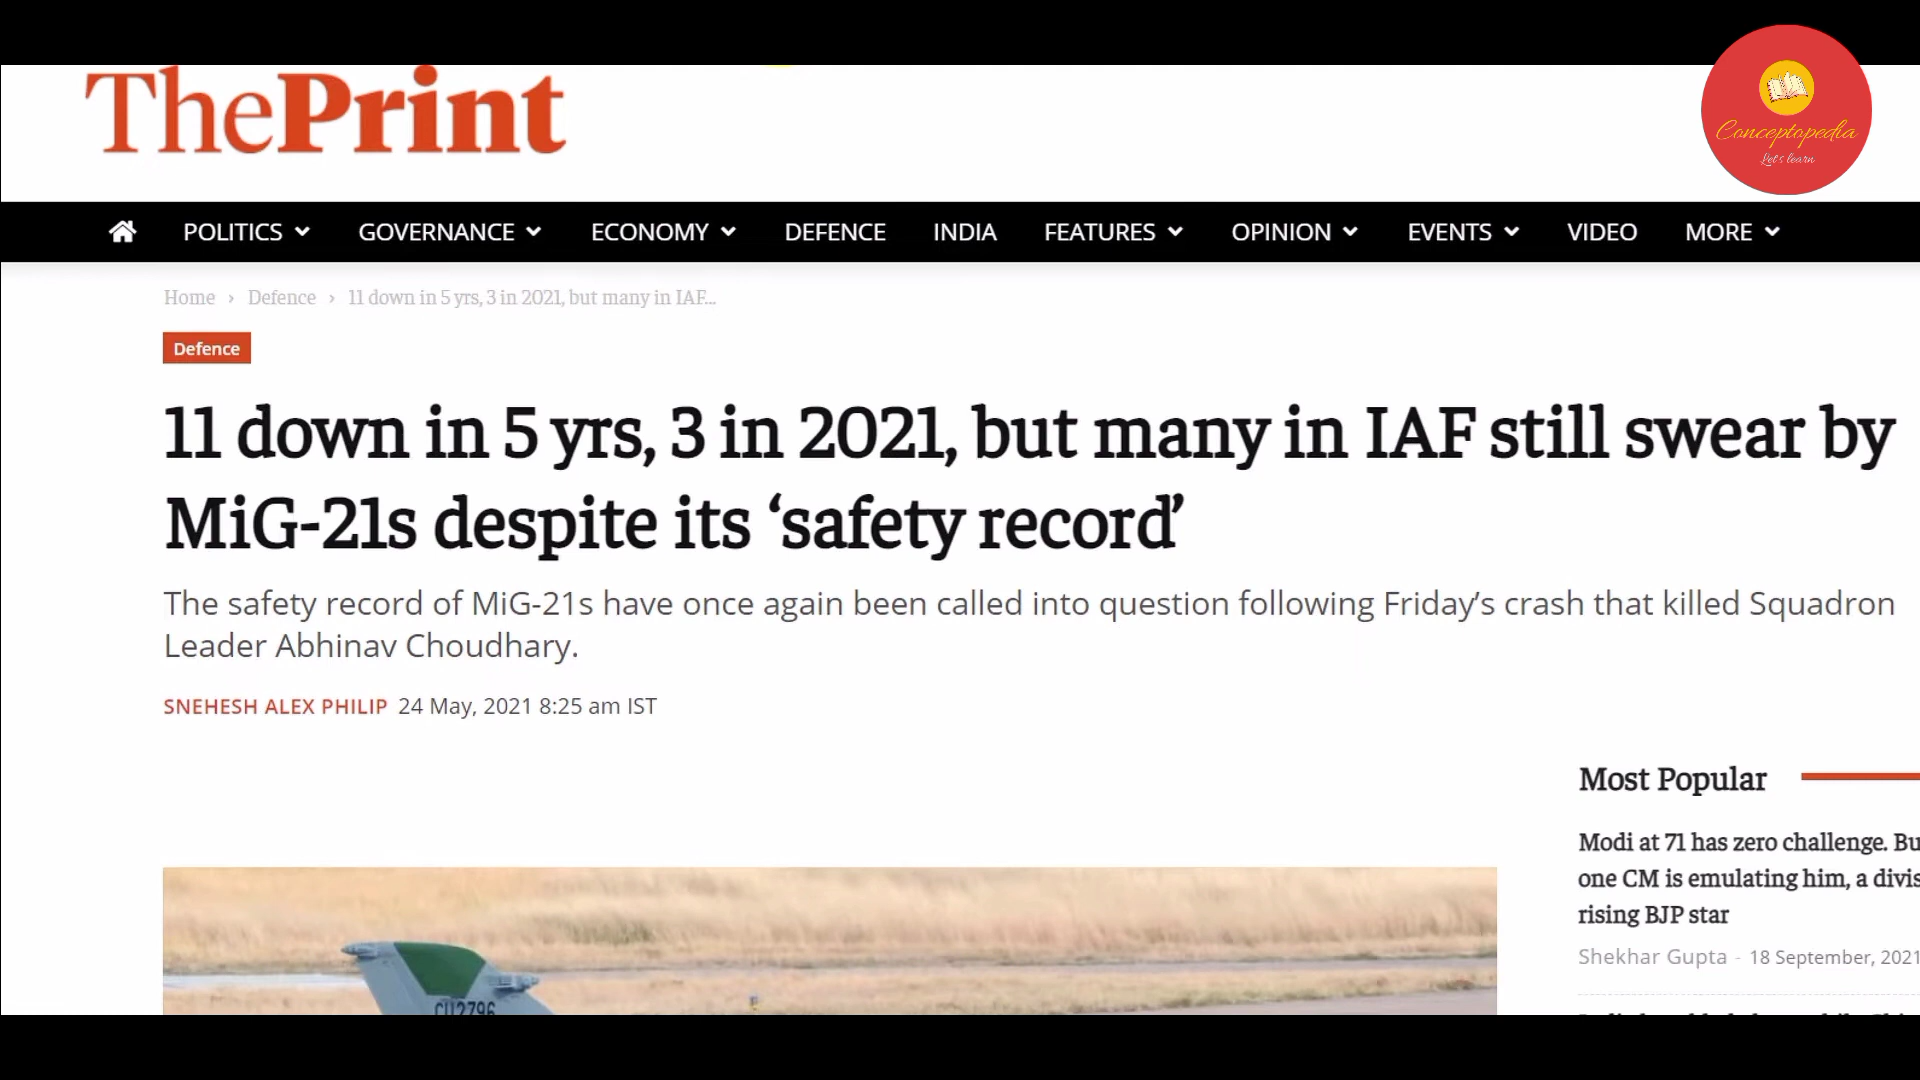 ThePrint
Conceptopedia
Let's learn
POLITICS GOVERNANCE ECONOMY DEFENCE INDIA FEATURES OPINION EVENTS VIDEO MORE
Home › Defence › 11 down in 5 yrs, 3 in 2021, but many in IAF...
Defence
11 down in 5 yrs, 3 in 2021, but many in IAF still swear by
MiG-21s despite its ‘safety record’
The safety record of MiG-21s have once again been called into question following Friday’s crash that killed Squadron
Leader Abhinav Choudhary.
SNEHESH ALEX PHILIP 24 May, 2021 8:25 am IST
Most Popular
Modi at 71 has zero challenge. Bu
one CM is emulating him, a divis
rising BJP star
Shekhar Gupta - 18 September, 2021
CU2796